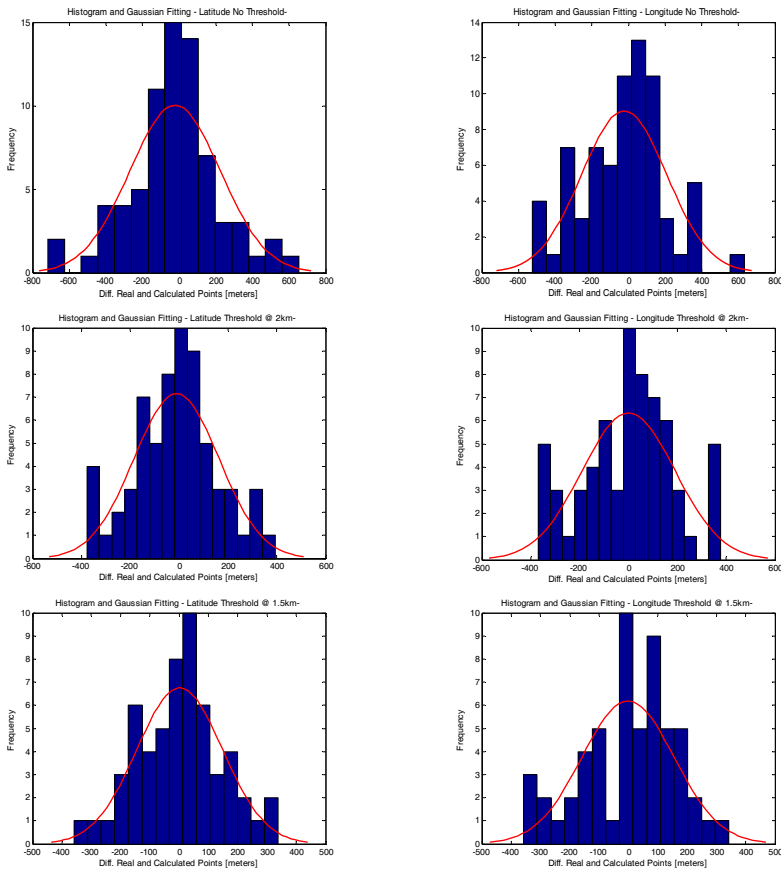 Histogram and Gaussian Fitting - Latitude No Threshold-
15
10
5
0
Frequency
-800 -600 -400 -200 0 200 400 600 800
Diff. Real and Calculated Points [meters]
Histogram and Gaussian Fitting - Longitude No Threshold-
14
12
10
8
6
4
2
0
Frequency
-800 -600 -400 -200 0 200 400 600 800
Diff. Real and Calculated Points [meters]
Histogram and Gaussian Fitting - Latitude Threshold @ 2km-
10
9
8
7
6
5
4
3
2
1
0
Frequency
-600 -400 -200 0 200 400 600
Diff. Real and Calculated Points [meters]
Histogram and Gaussian Fitting - Longitude Threshold @ 2km-
10
9
8
7
6
5
4
3
2
1
0
Frequency
-600 -400 -200 0 200 400 600
Diff. Real and Calculated Points [meters]
Histogram and Gaussian Fitting - Latitude Threshold @ 1.5km-
10
9
8
7
6
5
4
3
2
1
0
Frequency
-500 -400 -300 -200 -100 0 100 200 300 400 500
Diff. Real and Calculated Points [meters]
Histogram and Gaussian Fitting - Longitude Threshold @ 1.5km-
10
9
8
7
6
5
4
3
2
1
0
Frequency
-500 -400 -300 -200 -100 0 100 200 300 400 500
Diff. Real and Calculated Points [meters]